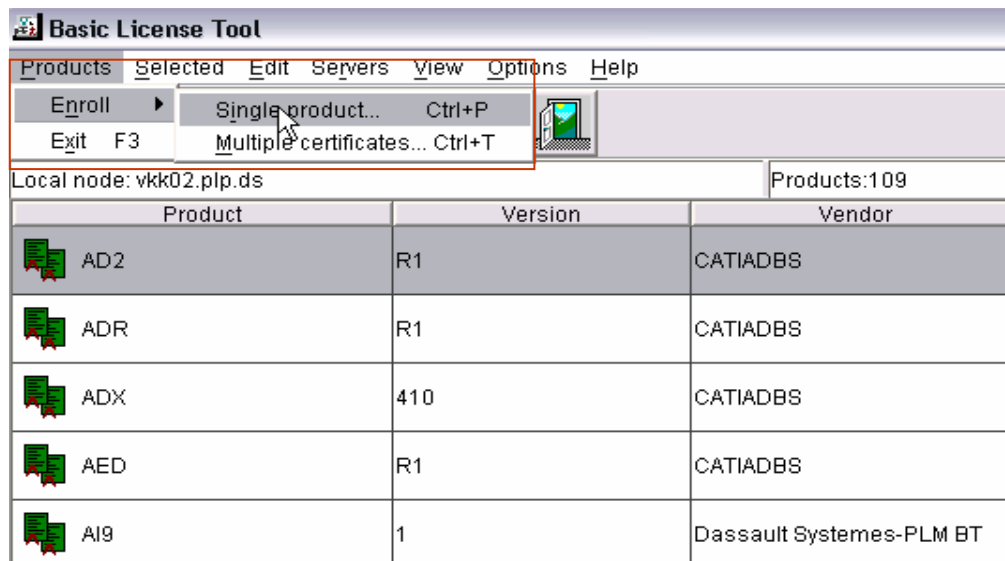 Basic License Tool
Products Selected Edit Servers View Options Help
Enroll Single product... Ctrl+P
Exit F3 Multiple certificates... Ctrl+T
Local node: vkk02.plp.ds Products:109
Product Version Vendor
AD2 R1 CATIADBS
ADR R1 CATIADBS
ADX 410 CATIADBS
AED R1 CATIADBS
AI9 1 Dassault Systemes-PLM BT